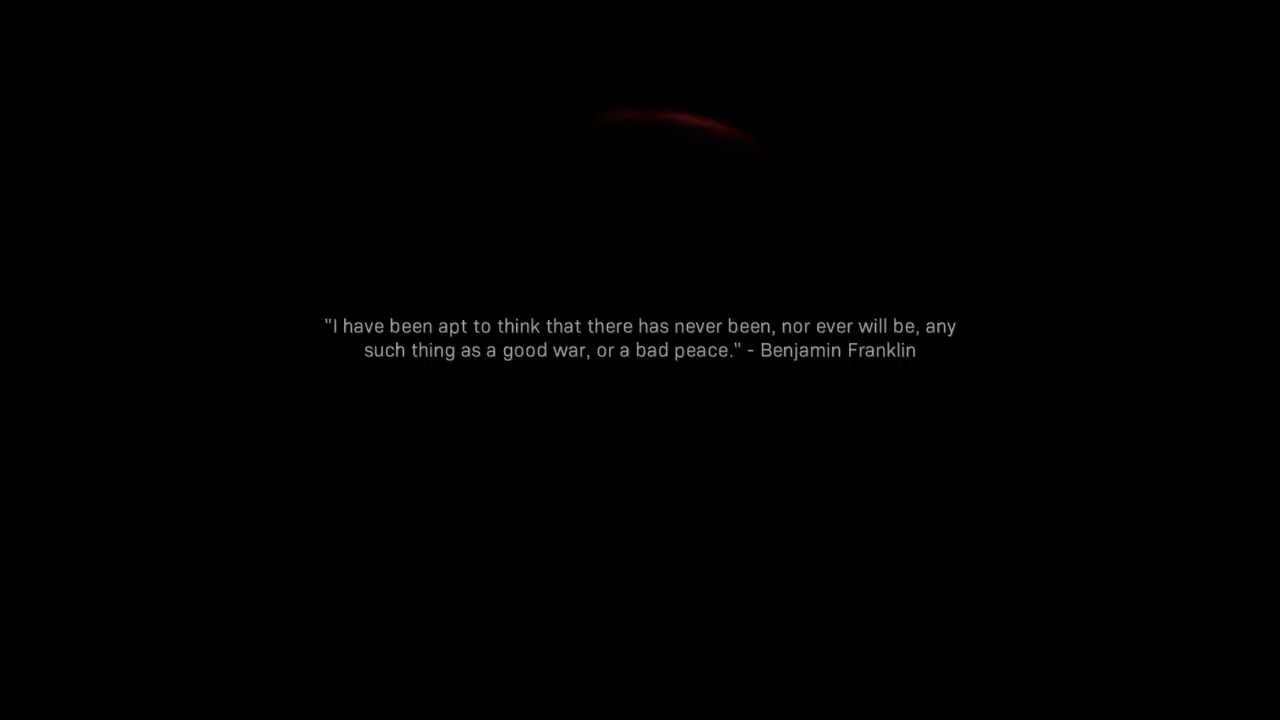 "I have been apt to think that there has never been, nor ever will be, any
such thing as a good war, or a bad peace." - Benjamin Franklin